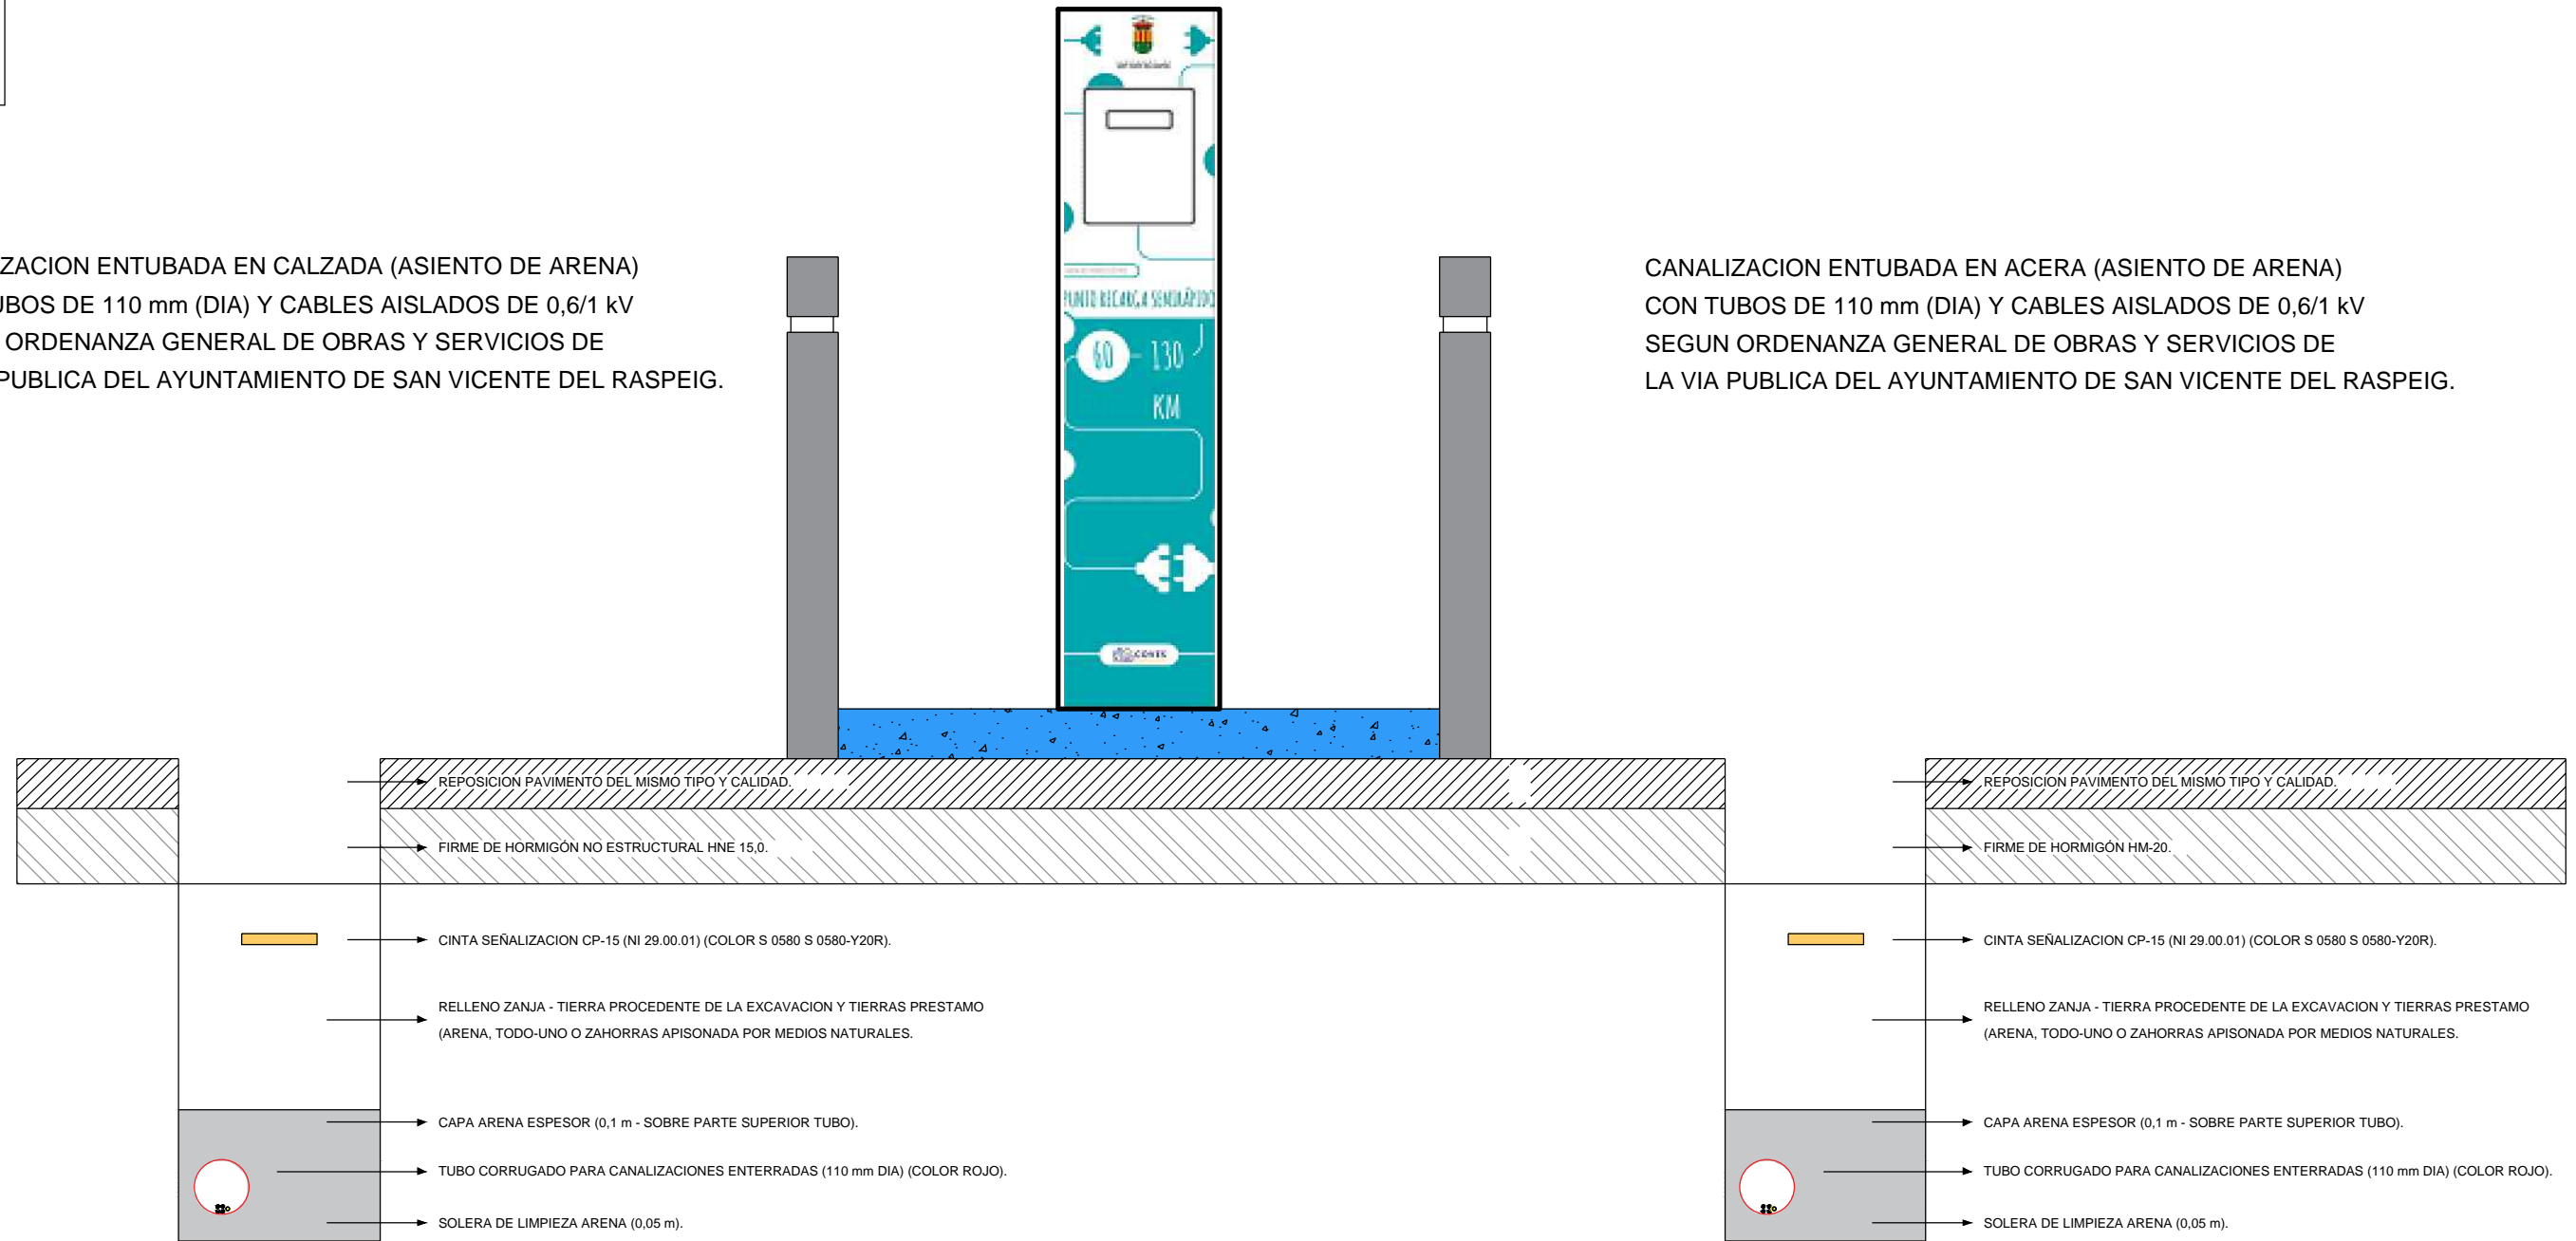 ZACION ENTUBADA EN CALZADA (ASIENTO DE ARENA)
UBOS DE 110 mm (DIA) Y CABLES AISLADOS DE 0,6/1 kV
ORDENANZA GENERAL DE OBRAS Y SERVICIOS DE
PUBLICA DEL AYUNTAMIENTO DE SAN VICENTE DEL RASPEIG.
PUNTO RECARGA SEMIRÁPIDO
60 - 130
KM
CANALIZACION ENTUBADA EN ACERA (ASIENTO DE ARENA)
CON TUBOS DE 110 mm (DIA) Y CABLES AISLADOS DE 0,6/1 kV
SEGUN ORDENANZA GENERAL DE OBRAS Y SERVICIOS DE
LA VIA PUBLICA DEL AYUNTAMIENTO DE SAN VICENTE DEL RASPEIG.
REPOSICION PAVIMENTO DEL MISMO TIPO Y CALIDAD.
FIRME DE HORMIGÓN NO ESTRUCTURAL HNE 15,0.
CINTA SEÑALIZACION CP-15 (NI 29.00.01) (COLOR S 0580 S 0580-Y20R).
RELLENO ZANJA - TIERRA PROCEDENTE DE LA EXCAVACION Y TIERRAS PRESTAMO
(ARENA, TODO-UNO O ZAHORRAS APISONADA POR MEDIOS NATURALES.
CAPA ARENA ESPESOR (0,1 m - SOBRE PARTE SUPERIOR TUBO).
TUBO CORRUGADO PARA CANALIZACIONES ENTERRADAS (110 mm DIA) (COLOR ROJO).
SOLERA DE LIMPIEZA ARENA (0,05 m).
REPOSICION PAVIMENTO DEL MISMO TIPO Y CALIDAD.
FIRME DE HORMIGÓN HM-20.
CINTA SEÑALIZACION CP-15 (NI 29.00.01) (COLOR S 0580 S 0580-Y20R).
RELLENO ZANJA - TIERRA PROCEDENTE DE LA EXCAVACION Y TIERRAS PRESTAMO
(ARENA, TODO-UNO O ZAHORRAS APISONADA POR MEDIOS NATURALES.
CAPA ARENA ESPESOR (0,1 m - SOBRE PARTE SUPERIOR TUBO).
TUBO CORRUGADO PARA CANALIZACIONES ENTERRADAS (110 mm DIA) (COLOR ROJO).
SOLERA DE LIMPIEZA ARENA (0,05 m).